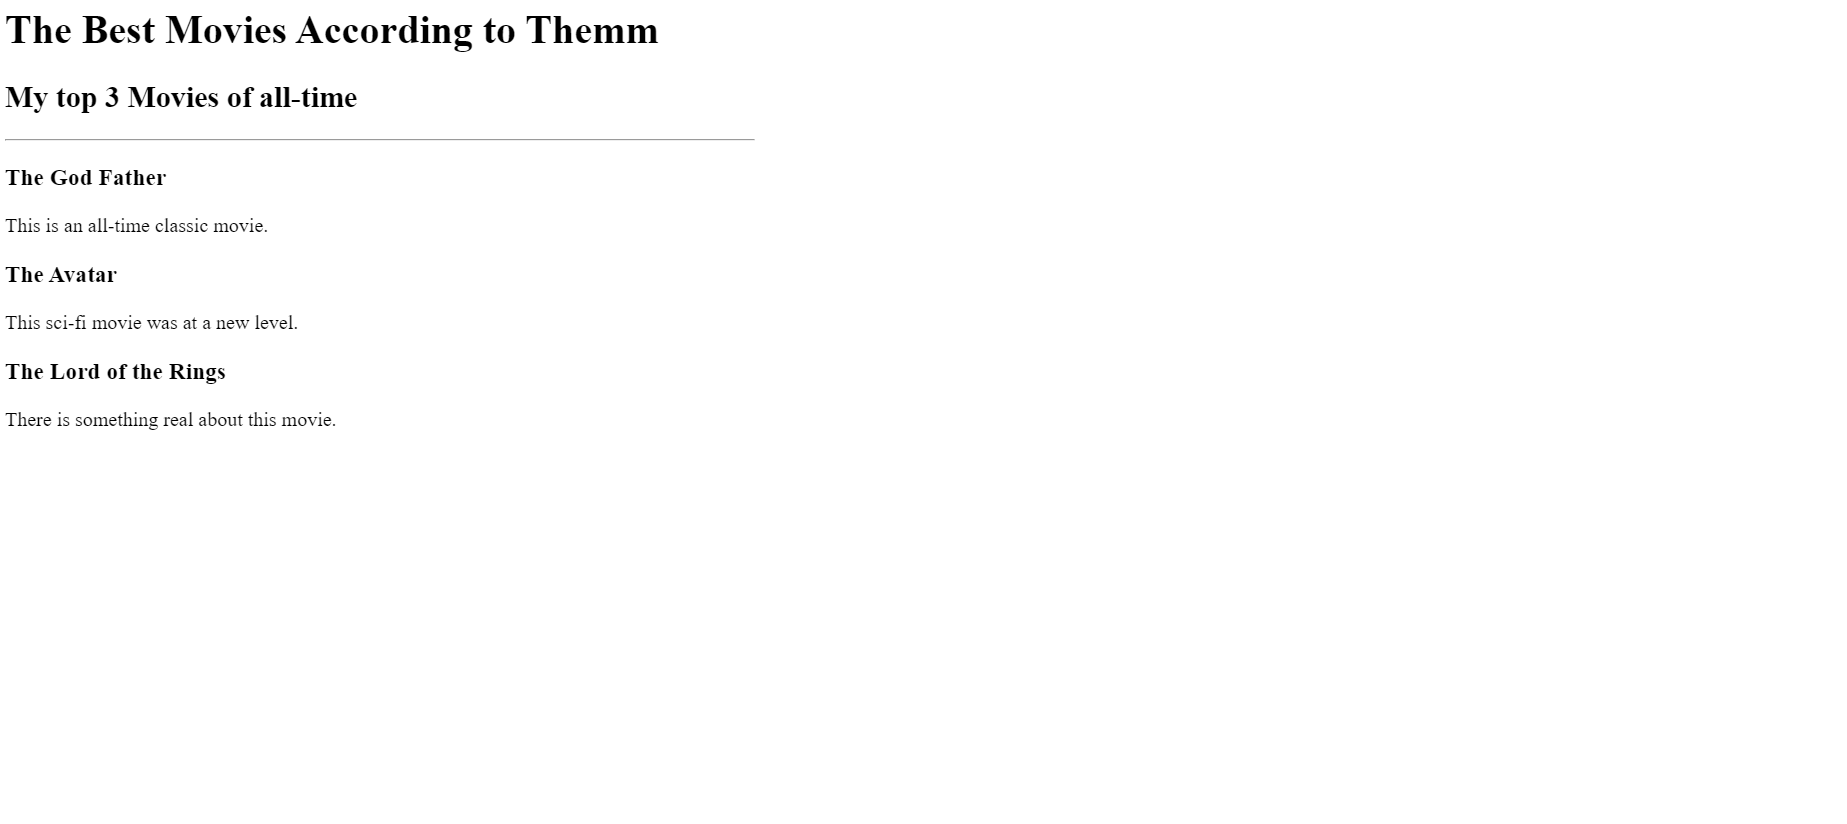 The Best Movies According to Themm
My top 3 Movies of all-time
The God Father
This is an all-time classic movie.
The Avatar
This sci-fi movie was at a new level.
The Lord of the Rings
There is something real about this movie.